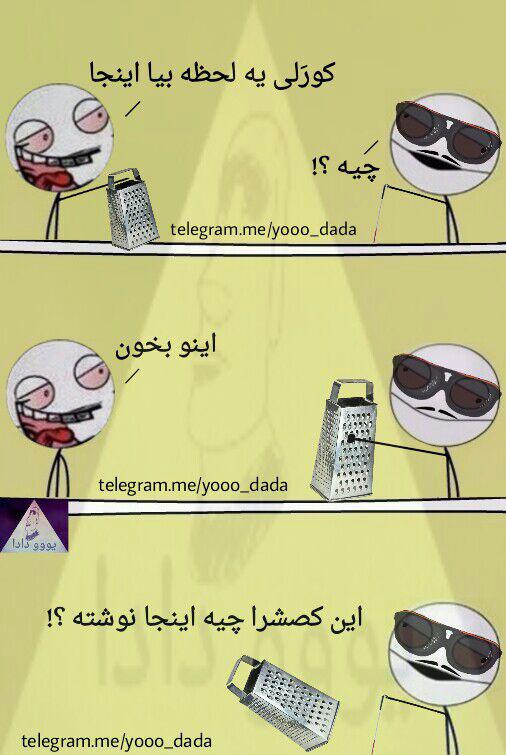 کورَلی یه لحظه بیا اینجا
چیه ؟!
telegram.me/yooo_dada
اینو بخون
telegram.me/yooo_dada
یووو دادا
این کصشرا چیه اینجا نوشته ؟!
telegram.me/yooo_dada